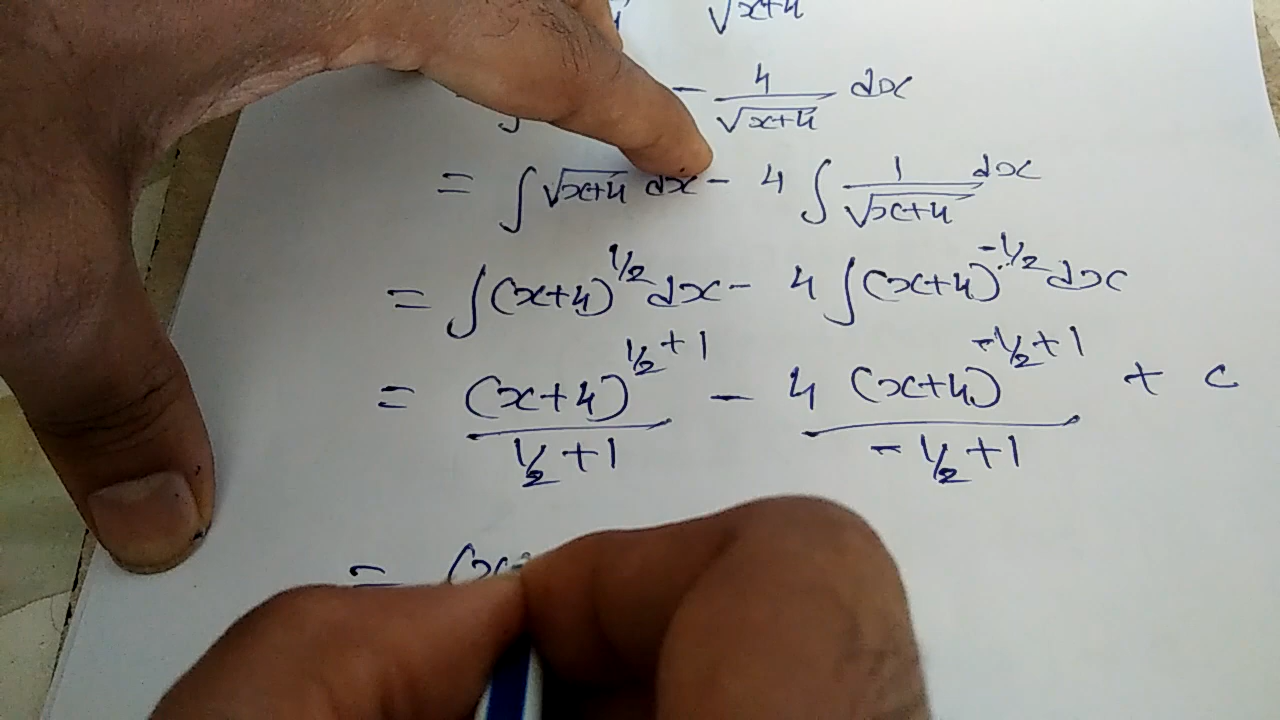 √x+4
- 4/√x+4 dx
= ∫√x+4 dx - 4 ∫ 1/√x+4 dx
= ∫(x+4)^1/2 dx - 4 ∫(x+4)^-1/2 dx
= (x+4)^1/2+1 / 1/2+1 - 4 (x+4)^-1/2+1 / -1/2+1 + c
= (x